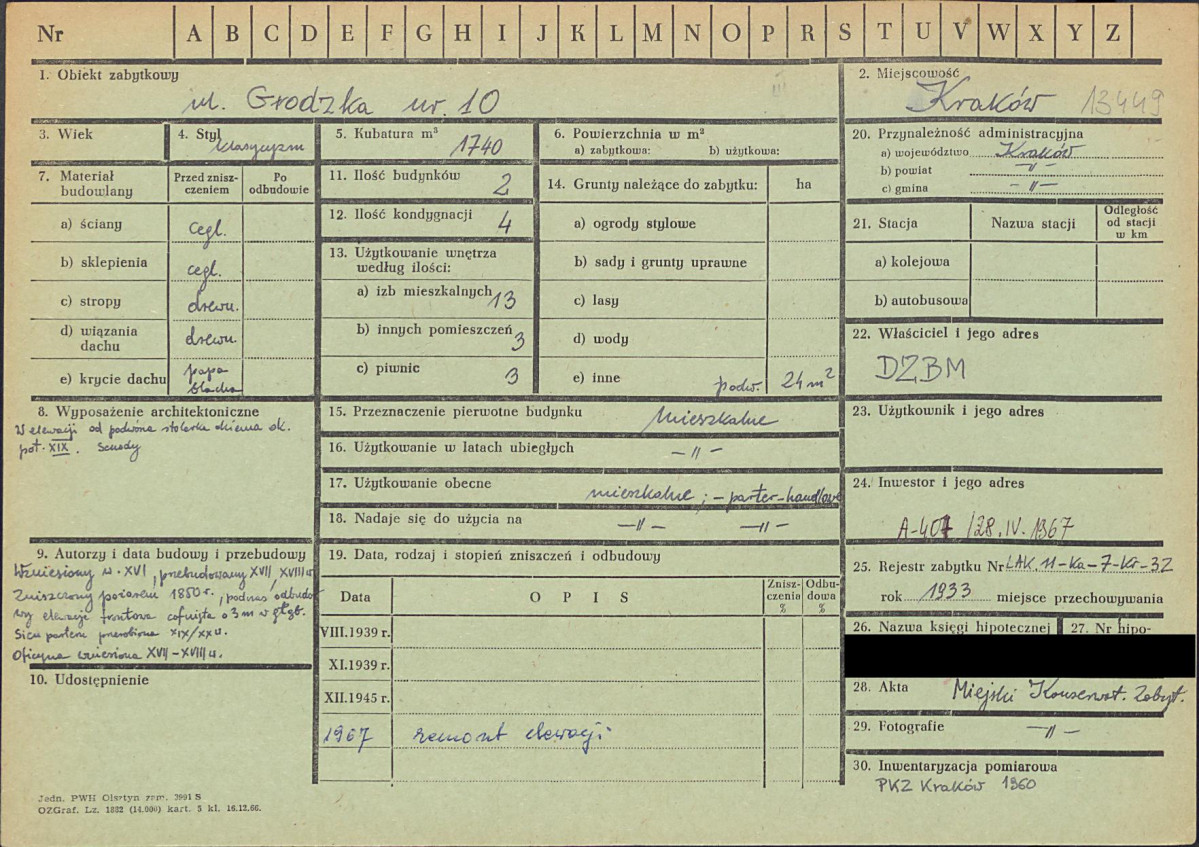 Nr A B C D E F G H I J K L M N O P R S T U V W X Y Z
1. Obiekt zabytkowy
ul. Grodzka nr. 10
2. Miejscowość
Kraków 13449
3. Wiek
4. Styl
klasycyzm
5. Kubatura m³
1740
6. Powierzchnia w m²
a) zabytkowa: b) użytkowa:
7. Materiał budowlany
Przed zniszczeniem
Po odbudowie
a) ściany cegl.
b) sklepienia cegl.
c) stropy drewn.
d) wiązania dachu drewn.
e) krycie dachu papa blacha
8. Wyposażenie architektoniczne
W elewacji od podwórza stolarka okienna ok.
poł. XIX. Schody
9. Autorzy i data budowy i przebudowy
Wzniesiony w. XVI, przebudowany XVII, XVIII w
Zniszczony pożarem 1850 r., podczas odbudo
wy elewacja frontowa cofnięta o 3 m w głąb.
Sień parteru przerobiona XIX/XX w.
Oficyna wzniesiona XVII-XVIII w.
10. Udostępnienie
11. Ilość budynków 2
12. Ilość kondygnacji 4
13. Użytkowanie wnętrza
według ilości:
a) izb mieszkalnych 13
b) innych pomieszczeń 3
c) piwnic 3
14. Grunty należące do zabytku: ha
a) ogrody stylowe
b) sady i grunty uprawne
c) lasy
d) wody
e) inne podw. 24 m²
15. Przeznaczenie pierwotne budynku mieszkalne
16. Użytkowanie w latach ubiegłych -〃-
17. Użytkowanie obecne mieszkalne; - parter-handlowe
18. Nadaje się do użycia na -〃- -〃-
19. Data, rodzaj i stopień zniszczeń i odbudowy
Data
O P I S
Zniszczenia %
Odbudowa %
VIII.1939 r.
XI.1939 r.
XII.1945 r.
1967 remont elewacji
20. Przynależność administracyjna
a) województwo Kraków
b) powiat -〃-
c) gmina -〃-
21. Stacja
Nazwa stacji
Odległość
od stacji
w km
a) kolejowa
b) autobusowa
22. Właściciel i jego adres
DZBM
23. Użytkownik i jego adres
24. Inwestor i jego adres
A-407 /28.IV.1967
25. Rejestr zabytku Nr LAK.11-Ka-7-Kr-32
rok 1933 miejsce przechowywania
26. Nazwa księgi hipotecznej
27. Nr hipo-
28. Akta Miejski Konserwat. Zabyt.
29. Fotografie -〃-
30. Inwentaryzacja pomiarowa
PKZ Kraków 1960
Jedn. PWH Olsztyn zam. 2991 S
OZGraf. Lz. 1882 (14.000) kart. 5 kl. 16.12.66.